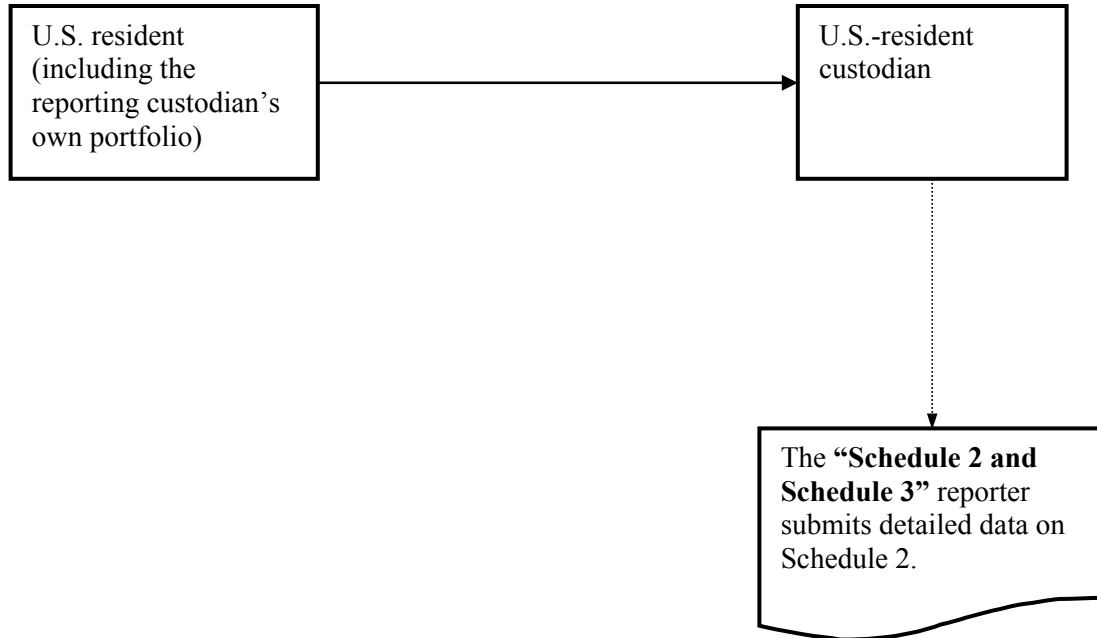 U.S. resident
(including the
reporting custodian’s
own portfolio)
U.S.-resident
custodian
The “Schedule 2 and
Schedule 3” reporter
submits detailed data on
Schedule 2.